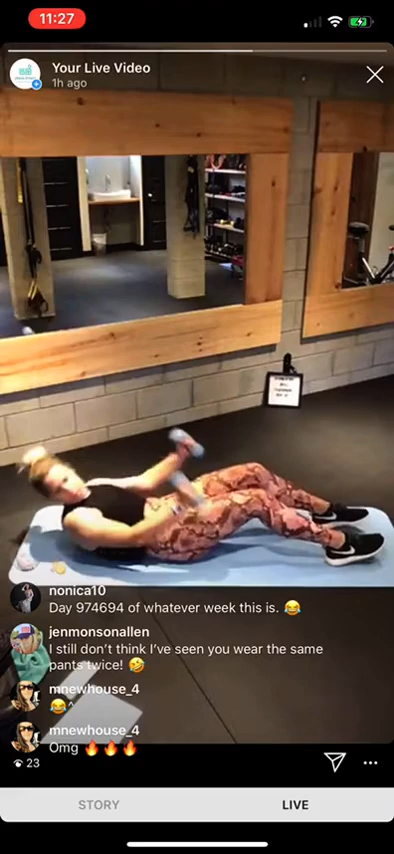 11:27
Your Live Video
1h ago
nonica10
Day 974694 of whatever week this is. 😂
jenmonsonallen
I still don't think I've seen you wear the same
pants twice! 🤣
mnewhouse_4
😂^
mnewhouse_4
Omg 🔥🔥🔥
23
STORY
LIVE